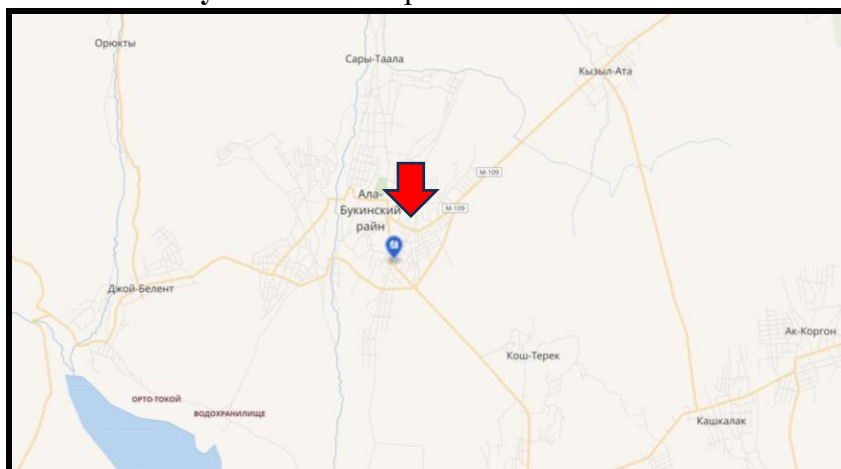 Орюкты
Сары-Таала
Кызыл-Ата
М-109
Ала-
Букинский
райн
М-109
Джой-Белент
Ак-Коргон
Кош-Терек
ОРТО-ТОКОЙ
ВОДОХРАНИЛИЩЕ
Кашкалак